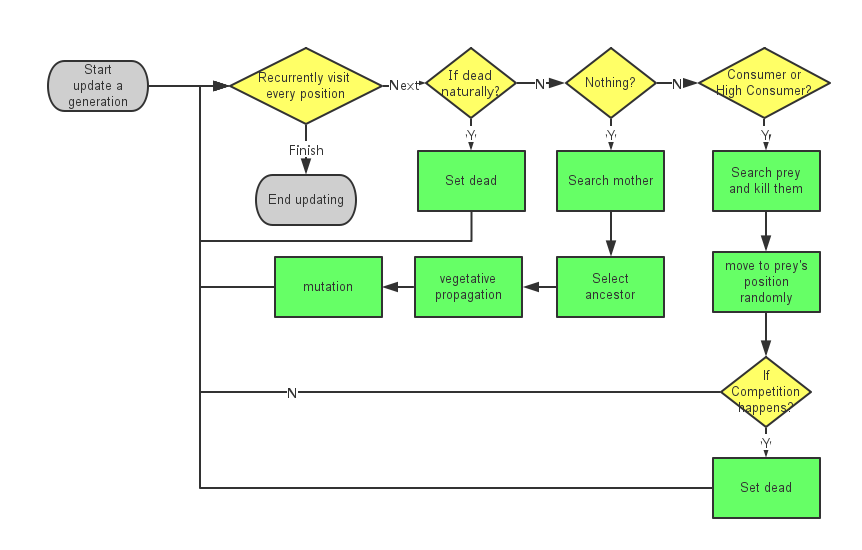 Start
update a
generation
Recurrently visit
every position
Next
If dead
naturally?
N
Nothing?
N
Consumer or
High Consumer?
Finish
Y
Y
Y
End updating
Set dead
Search mother
Search prey
and kill them
mutation
vegetative
propagation
Select
ancestor
move to prey's
position
randomly
N
If
Competition
happens?
Y
Set dead